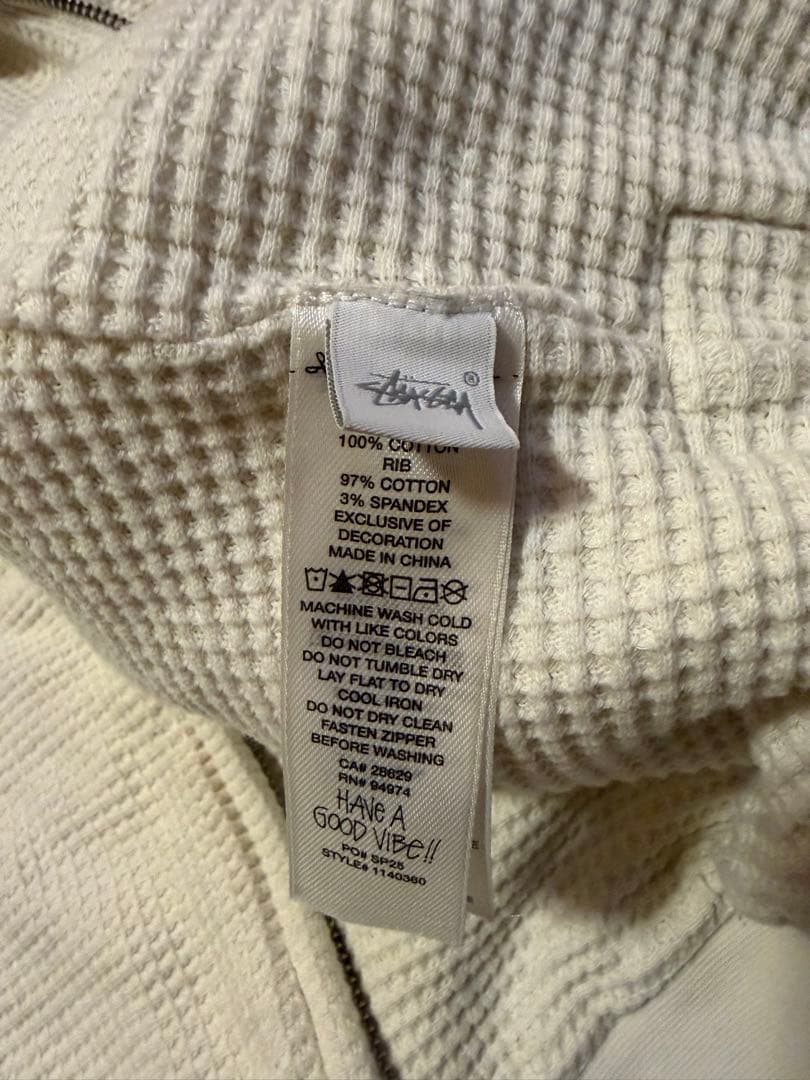 ®
100% COTTON
RIB
97% COTTON
3% SPANDEX
EXCLUSIVE OF
DECORATION
MADE IN CHINA
MACHINE WASH COLD
WITH LIKE COLORS
DO NOT BLEACH
DO NOT TUMBLE DRY
LAY FLAT TO DRY
COOL IRON
DO NOT DRY CLEAN
FASTEN ZIPPER
BEFORE WASHING
CA# 28629
RN# 94974
HAVE A
GOOD VIBE!!
PO# SP25
STYLE# 1140360